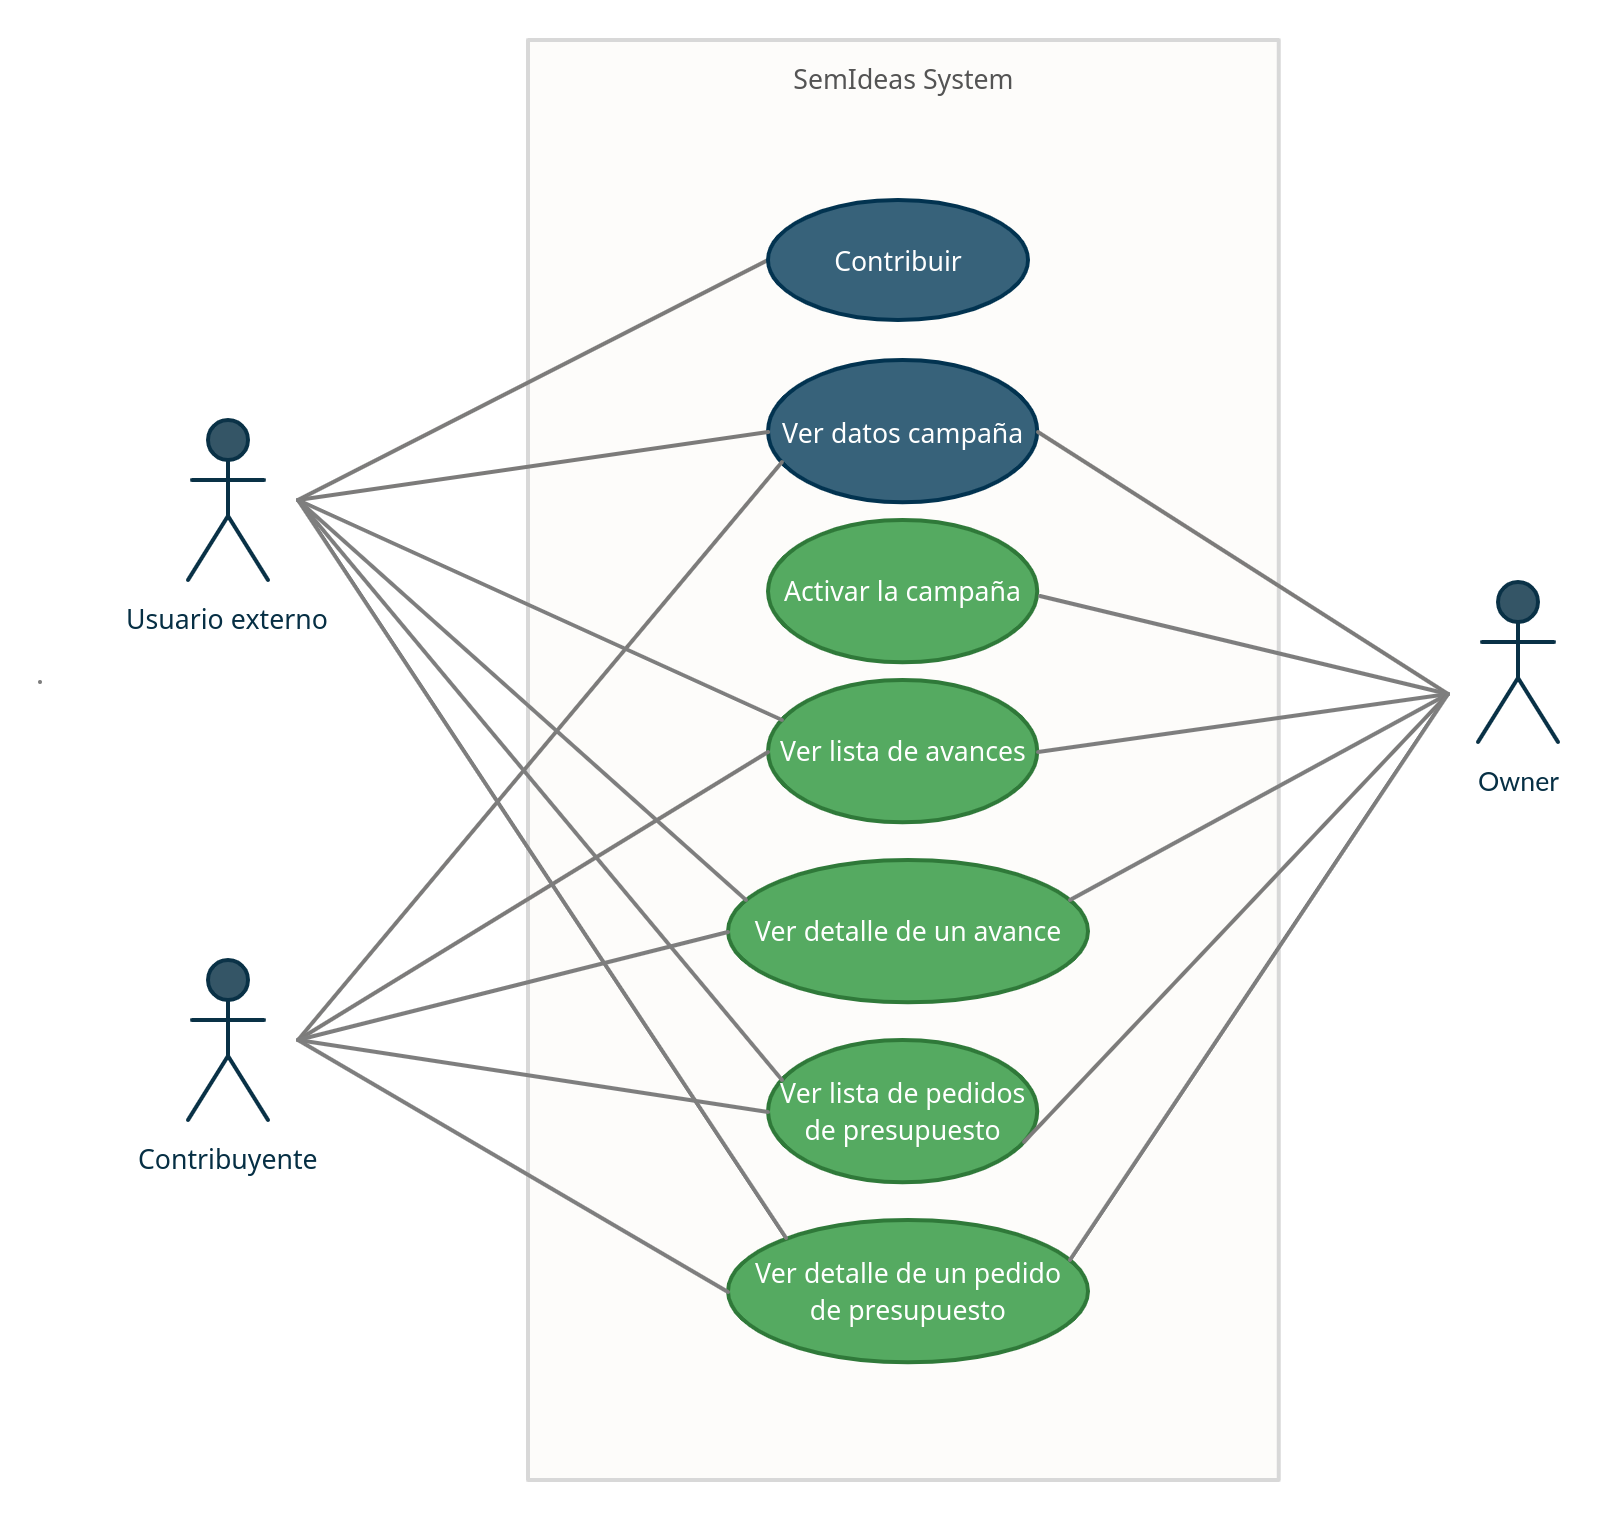 SemIdeas System
Contribuir
Ver datos campaña
Activar la campaña
Ver lista de avances
Ver detalle de un avance
Ver lista de pedidos
de presupuesto
Ver detalle de un pedido
de presupuesto
Usuario externo
Contribuyente
Owner